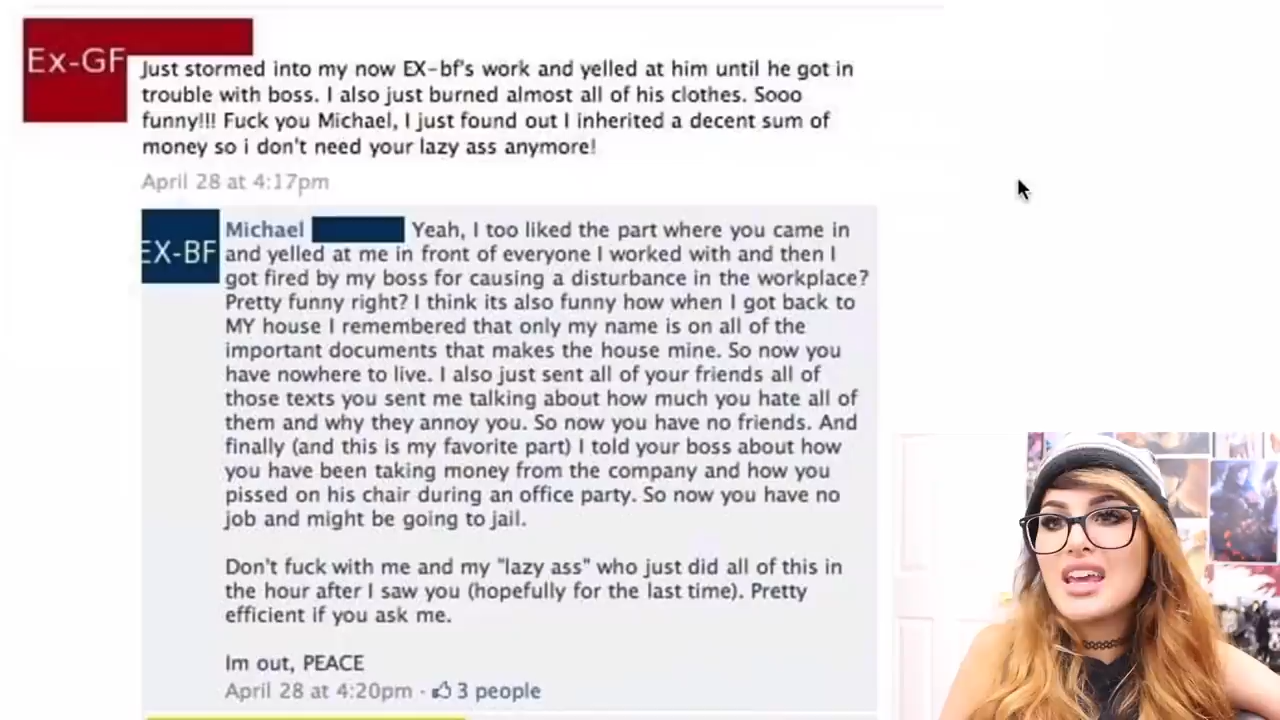 Ex-GF
Just stormed into my now EX-bf's work and yelled at him until he got in
trouble with boss. I also just burned almost all of his clothes. Sooo
funny!!! Fuck you Michael, I just found out I inherited a decent sum of
money so i don't need your lazy ass anymore!
April 28 at 4:17pm
EX-BF
Michael Yeah, I too liked the part where you came in
and yelled at me in front of everyone I worked with and then I
got fired by my boss for causing a disturbance in the workplace?
Pretty funny right? I think its also funny how when I got back to
MY house I remembered that only my name is on all of the
important documents that makes the house mine. So now you
have nowhere to live. I also just sent all of your friends all of
those texts you sent me talking about how much you hate all of
them and why they annoy you. So now you have no friends. And
finally (and this is my favorite part) I told your boss about how
you have been taking money from the company and how you
pissed on his chair during an office party. So now you have no
job and might be going to jail.
Don't fuck with me and my "lazy ass" who just did all of this in
the hour after I saw you (hopefully for the last time). Pretty
efficient if you ask me.
Im out, PEACE
April 28 at 4:20pm · 3 people